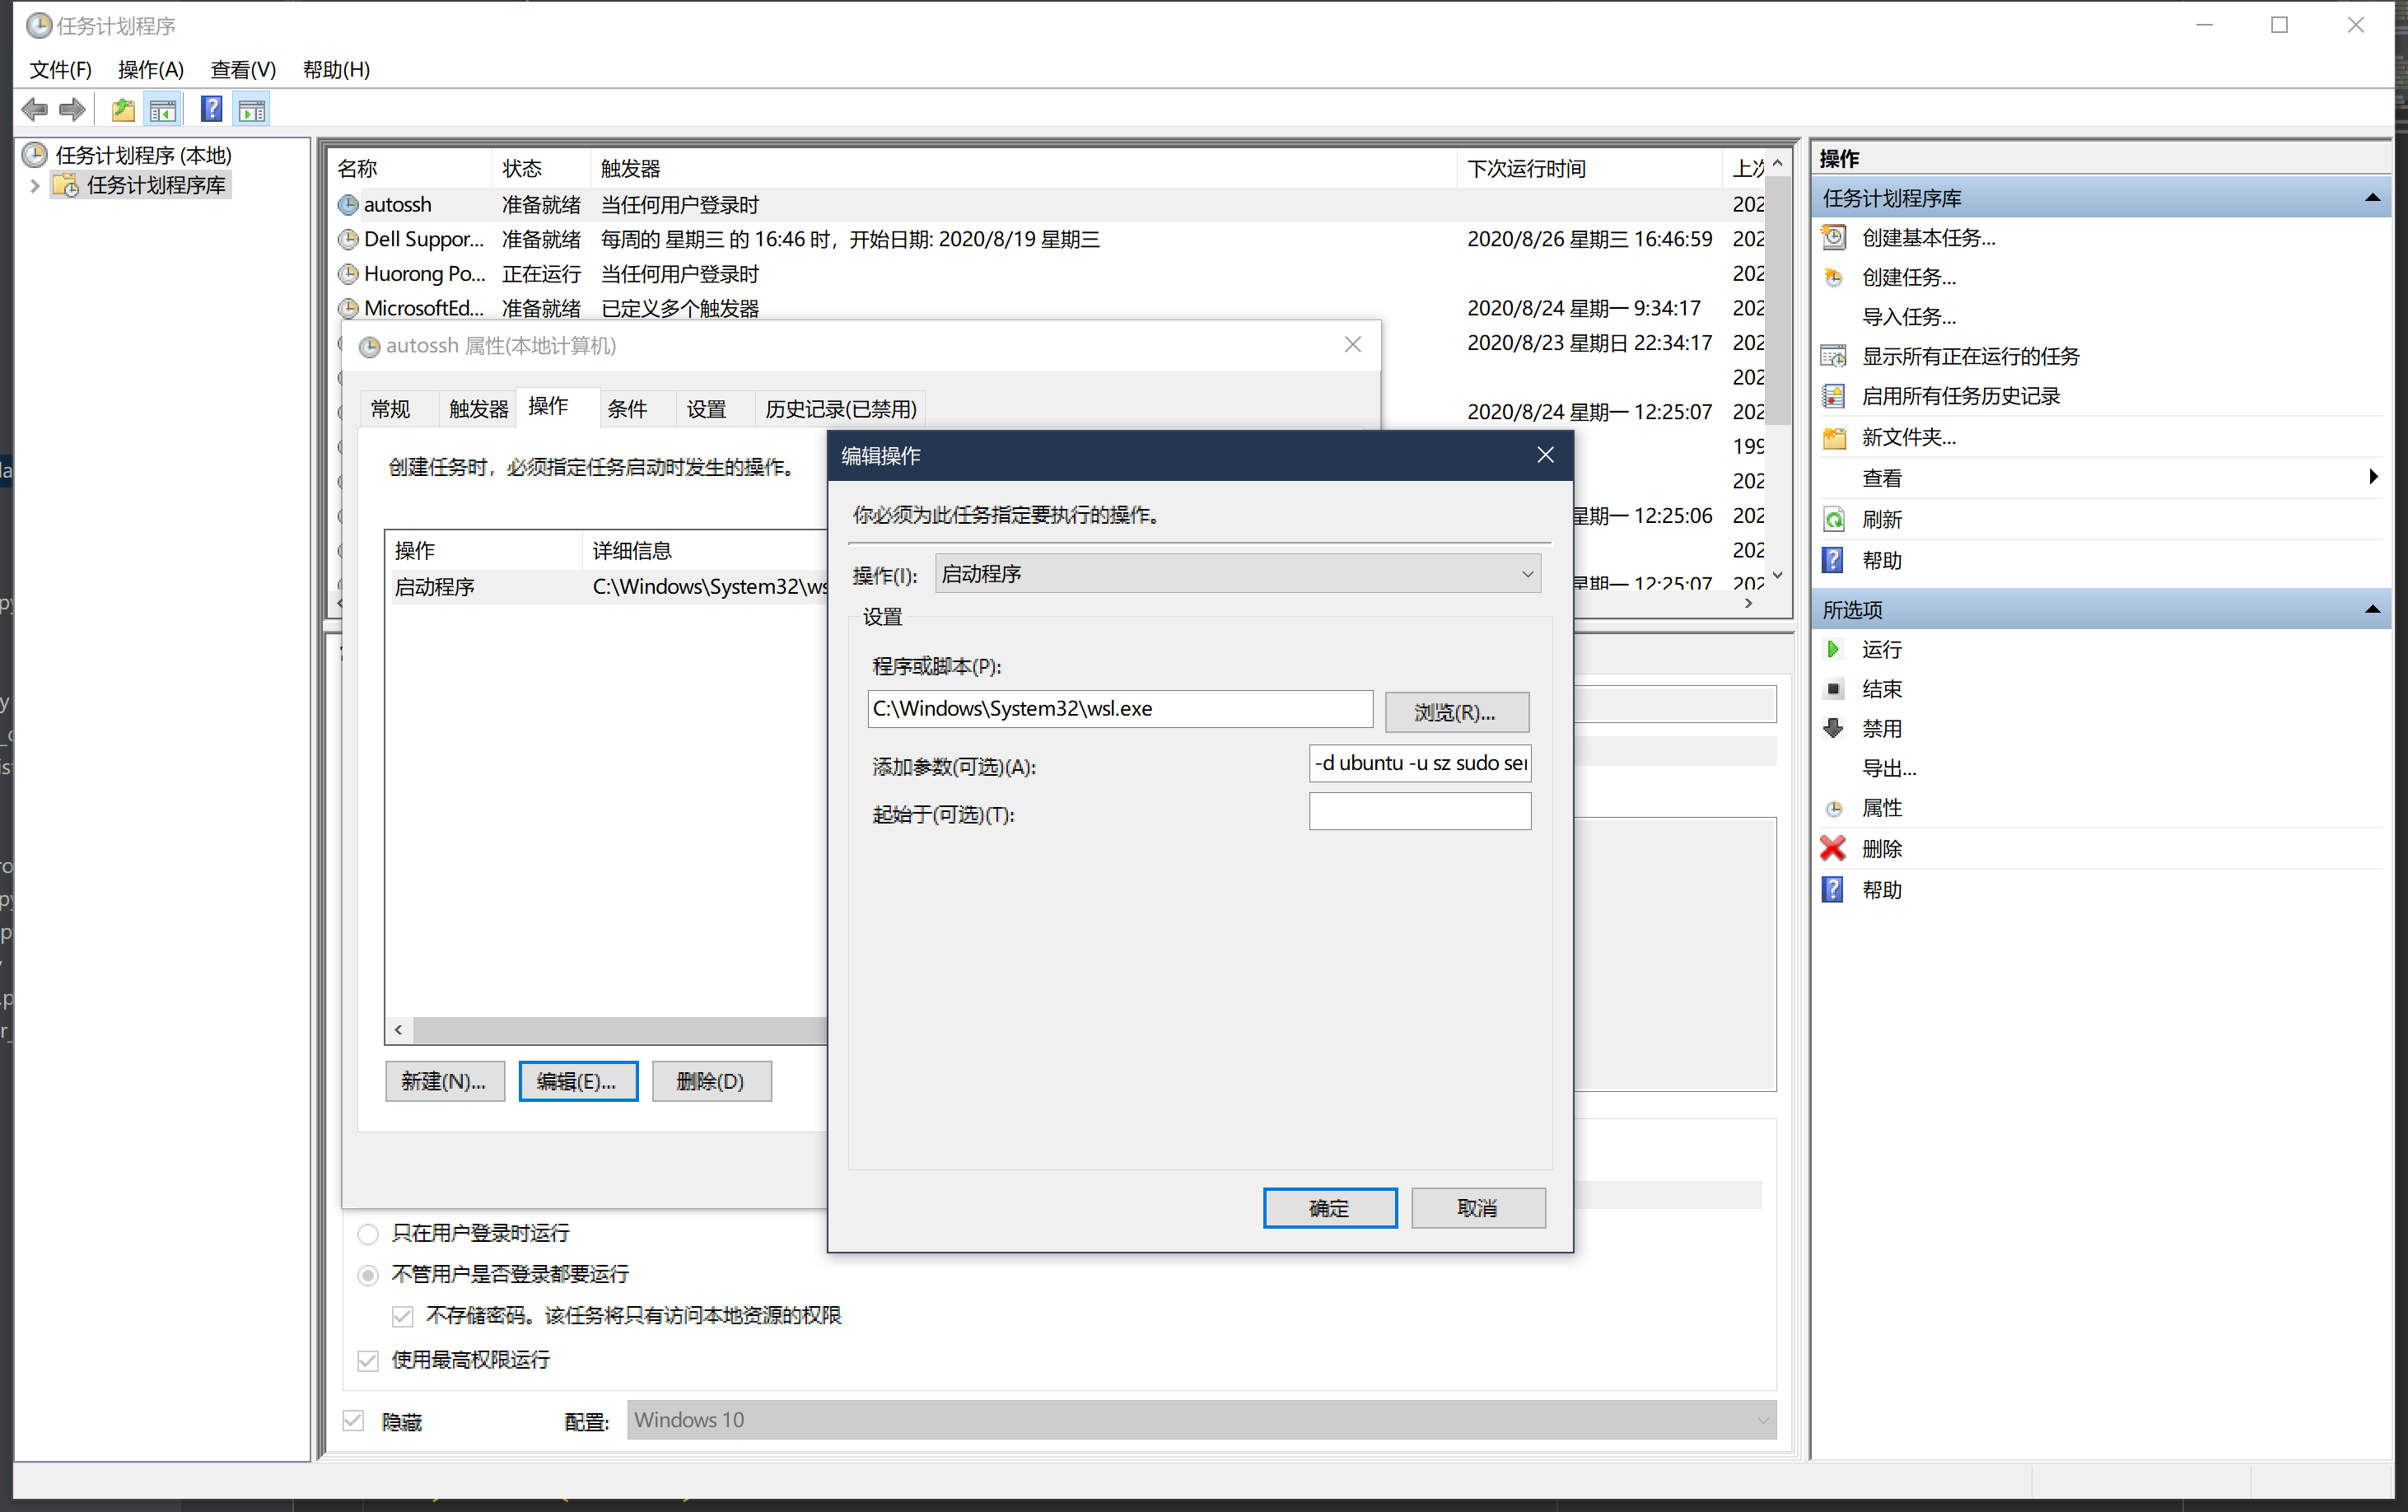 任务计划程序
文件(F) 操作(A) 查看(V) 帮助(H)
任务计划程序 (本地)
任务计划程序库
名称 状态 触发器 下次运行时间 上次
autossh 准备就绪 当任何用户登录时 202
Dell Suppor... 准备就绪 每周的 星期三 的 16:46 时，开始日期: 2020/8/19 星期三 2020/8/26 星期三 16:46:59 202
Huorong Po... 正在运行 当任何用户登录时 202
MicrosoftEd... 准备就绪 已定义多个触发器 2020/8/24 星期一 9:34:17 202
2020/8/23 星期日 22:34:17 202
202
2020/8/24 星期一 12:25:07 202
199
202
星期一 12:25:06 202
202
星期一 12:25:07 202
autossh 属性(本地计算机)
常规 触发器 操作 条件 设置 历史记录(已禁用)
创建任务时，必须指定任务启动时发生的操作。
操作 详细信息
启动程序 C:\Windows\System32\ws
新建(N)... 编辑(E)... 删除(D)
编辑操作
你必须为此任务指定要执行的操作。
操作(I): 启动程序
设置
程序或脚本(P):
C:\Windows\System32\wsl.exe 浏览(R)...
添加参数(可选)(A): -d ubuntu -u sz sudo ser
起始于(可选)(T):
确定 取消
只在用户登录时运行
不管用户是否登录都要运行
不存储密码。该任务将只有访问本地资源的权限
使用最高权限运行
隐藏 配置: Windows 10
操作
任务计划程序库
创建基本任务...
创建任务...
导入任务...
显示所有正在运行的任务
启用所有任务历史记录
新文件夹...
查看
刷新
帮助
所选项
运行
结束
禁用
导出...
属性
删除
帮助